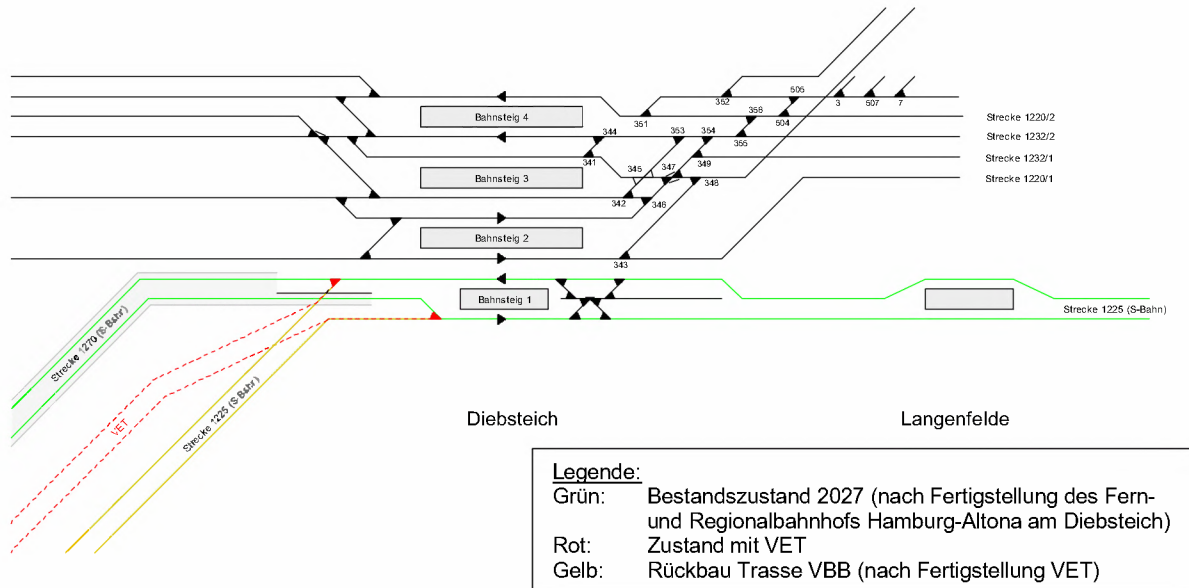 505
352
3
507
7
351
356
504
Bahnsteig 4
Strecke 1220/2
344
353
354
355
Strecke 1232/2
341
349
Strecke 1232/1
345
347
348
Bahnsteig 3
Strecke 1220/1
342
346
Bahnsteig 2
343
Bahnsteig 1
Strecke 1225 (S-Bahn)
Strecke 1270 (S-Bahn)
VET
Strecke 1225 (S-Bahn)
Diebsteich
Langenfelde
Legende:
Grün: Bestandszustand 2027 (nach Fertigstellung des Fern-
und Regionalbahnhofs Hamburg-Altona am Diebsteich)
Rot: Zustand mit VET
Gelb: Rückbau Trasse VBB (nach Fertigstellung VET)